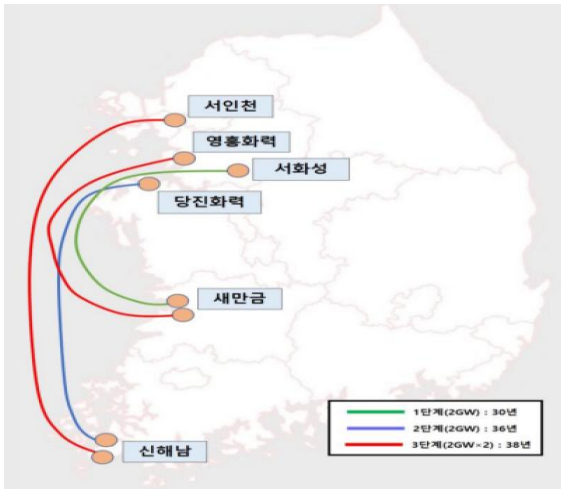 서인천
영흥화력
서화성
당진화력
새만금
신해남
1단계(2GW) : 30년
2단계(2GW) : 36년
3단계(2GW×2) : 38년